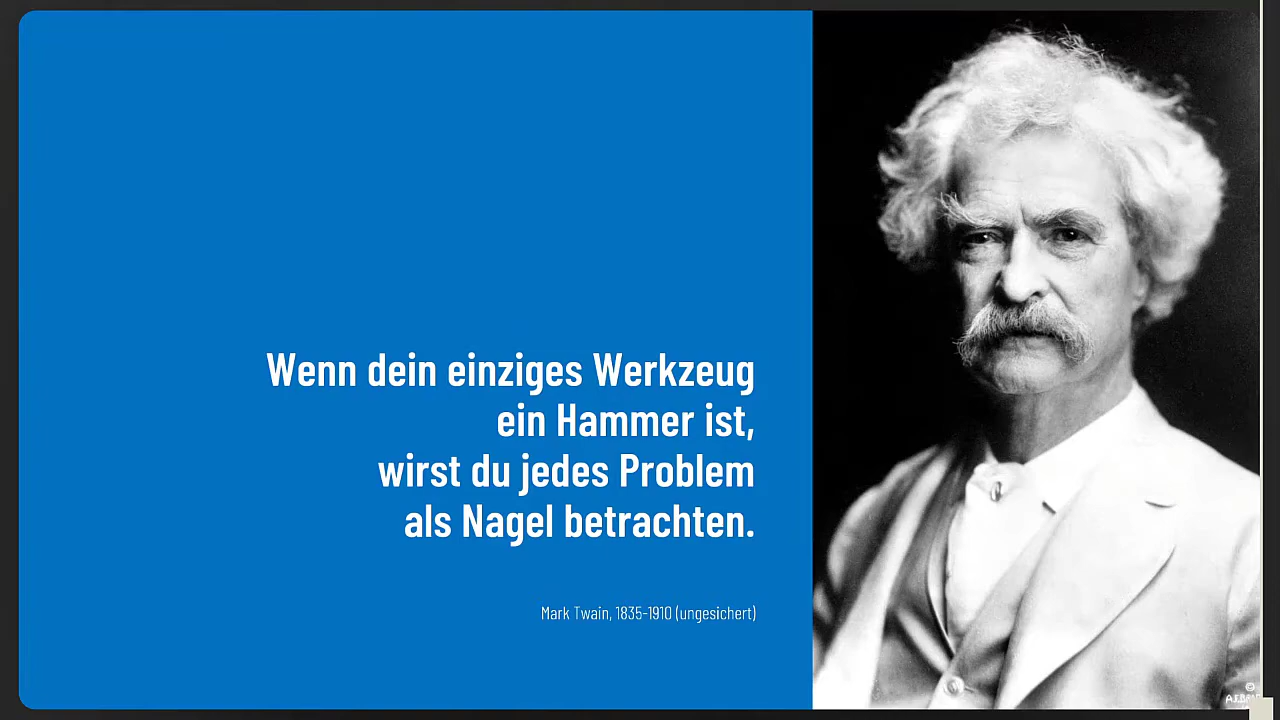 Wenn dein einziges Werkzeug
ein Hammer ist,
wirst du jedes Problem
als Nagel betrachten.
Mark Twain, 1835-1910 (ungesichert)
©